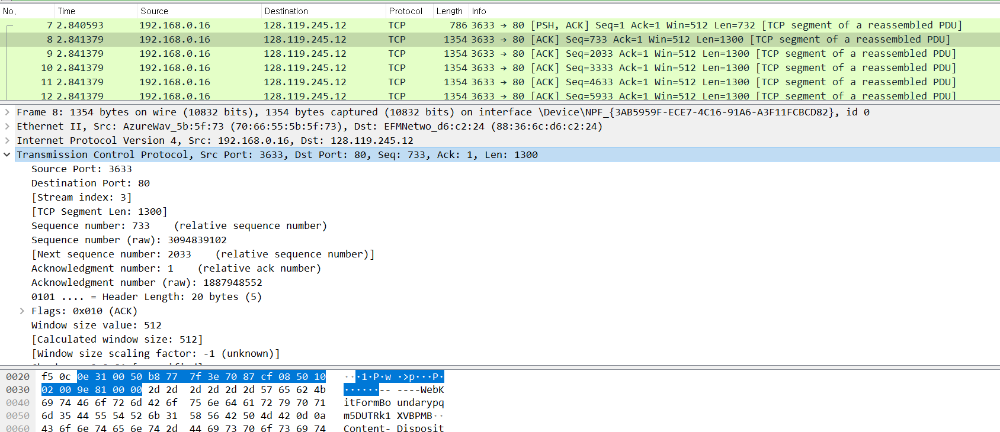 No. Time Source Destination Protocol Length Info
7 2.840593 192.168.0.16 128.119.245.12 TCP 786 3633 → 80 [PSH, ACK] Seq=1 Ack=1 Win=512 Len=732 [TCP segment of a reassembled PDU]
8 2.841379 192.168.0.16 128.119.245.12 TCP 1354 3633 → 80 [ACK] Seq=733 Ack=1 Win=512 Len=1300 [TCP segment of a reassembled PDU]
9 2.841379 192.168.0.16 128.119.245.12 TCP 1354 3633 → 80 [ACK] Seq=2033 Ack=1 Win=512 Len=1300 [TCP segment of a reassembled PDU]
10 2.841379 192.168.0.16 128.119.245.12 TCP 1354 3633 → 80 [ACK] Seq=3333 Ack=1 Win=512 Len=1300 [TCP segment of a reassembled PDU]
11 2.841379 192.168.0.16 128.119.245.12 TCP 1354 3633 → 80 [ACK] Seq=4633 Ack=1 Win=512 Len=1300 [TCP segment of a reassembled PDU]
12 2.841379 192.168.0.16 128.119.245.12 TCP 1354 3633 → 80 [ACK] Seq=5933 Ack=1 Win=512 Len=1300 [TCP segment of a reassembled PDU]
Frame 8: 1354 bytes on wire (10832 bits), 1354 bytes captured (10832 bits) on interface \Device\NPF_{3AB5959F-ECE7-4C16-91A6-A3F11FCBCD82}, id 0
Ethernet II, Src: AzureWav_5b:5f:73 (70:66:55:5b:5f:73), Dst: EFMNetwo_d6:c2:24 (88:36:6c:d6:c2:24)
Internet Protocol Version 4, Src: 192.168.0.16, Dst: 128.119.245.12
Transmission Control Protocol, Src Port: 3633, Dst Port: 80, Seq: 733, Ack: 1, Len: 1300
Source Port: 3633
Destination Port: 80
[Stream index: 3]
[TCP Segment Len: 1300]
Sequence number: 733 (relative sequence number)
Sequence number (raw): 3094839102
[Next sequence number: 2033 (relative sequence number)]
Acknowledgment number: 1 (relative ack number)
Acknowledgment number (raw): 1887948552
0101 .... = Header Length: 20 bytes (5)
Flags: 0x010 (ACK)
Window size value: 512
[Calculated window size: 512]
[Window size scaling factor: -1 (unknown)]
0020 f5 0c 0e 31 00 50 b8 77 7f 3e 70 87 cf 08 50 10 ···1·P·w ·>p···P·
0030 02 00 9e 81 00 00 2d 2d 2d 2d 2d 2d 57 65 62 4b ······-- ----WebK
0040 69 74 46 6f 72 6d 42 6f 75 6e 64 61 72 79 70 71 itFormBo undarypq
0050 6d 35 44 55 54 52 6b 31 58 56 42 50 4d 42 0d 0a m5DUTRk1 XVBPMB··
0060 43 6f 6e 74 65 6e 74 2d 44 69 73 70 6f 73 69 74 Content- Disposit